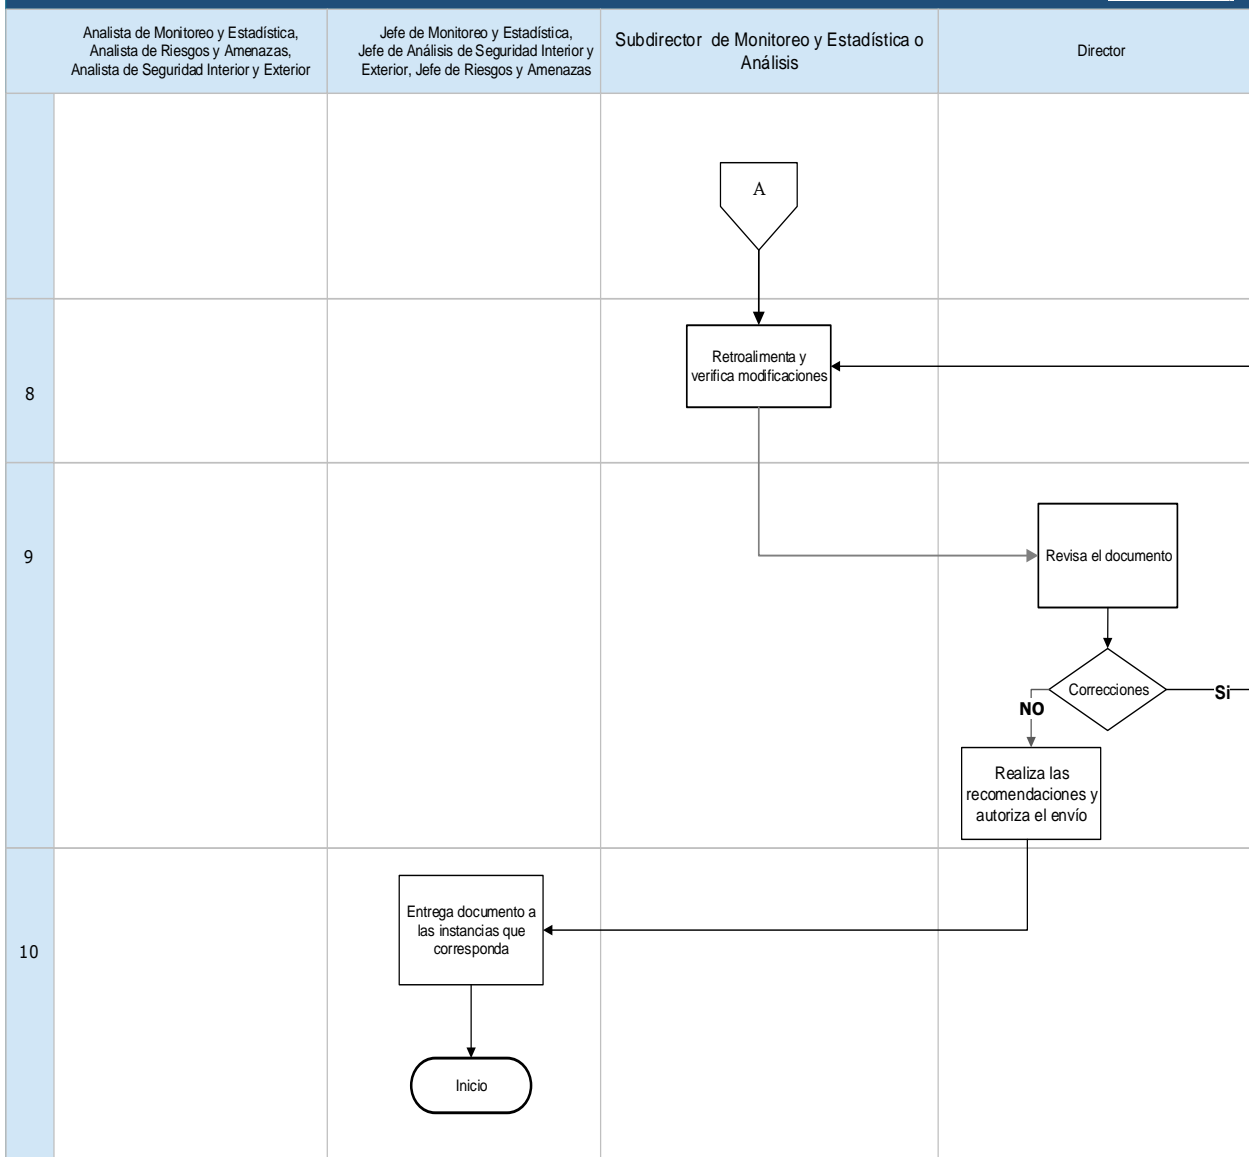 Analista de Monitoreo y Estadística,
Analista de Riesgos y Amenazas,
Analista de Seguridad Interior y Exterior
Jefe de Monitoreo y Estadística,
Jefe de Análisis de Seguridad Interior y
Exterior, Jefe de Riesgos y Amenazas
Subdirector de Monitoreo y Estadística o
Análisis
Director
A
8
Retroalimenta y
verifica modificaciones
9
Revisa el documento
Correcciones
Si
NO
Realiza las
recomendaciones y
autoriza el envío
10
Entrega documento a
las instancias que
corresponda
Inicio